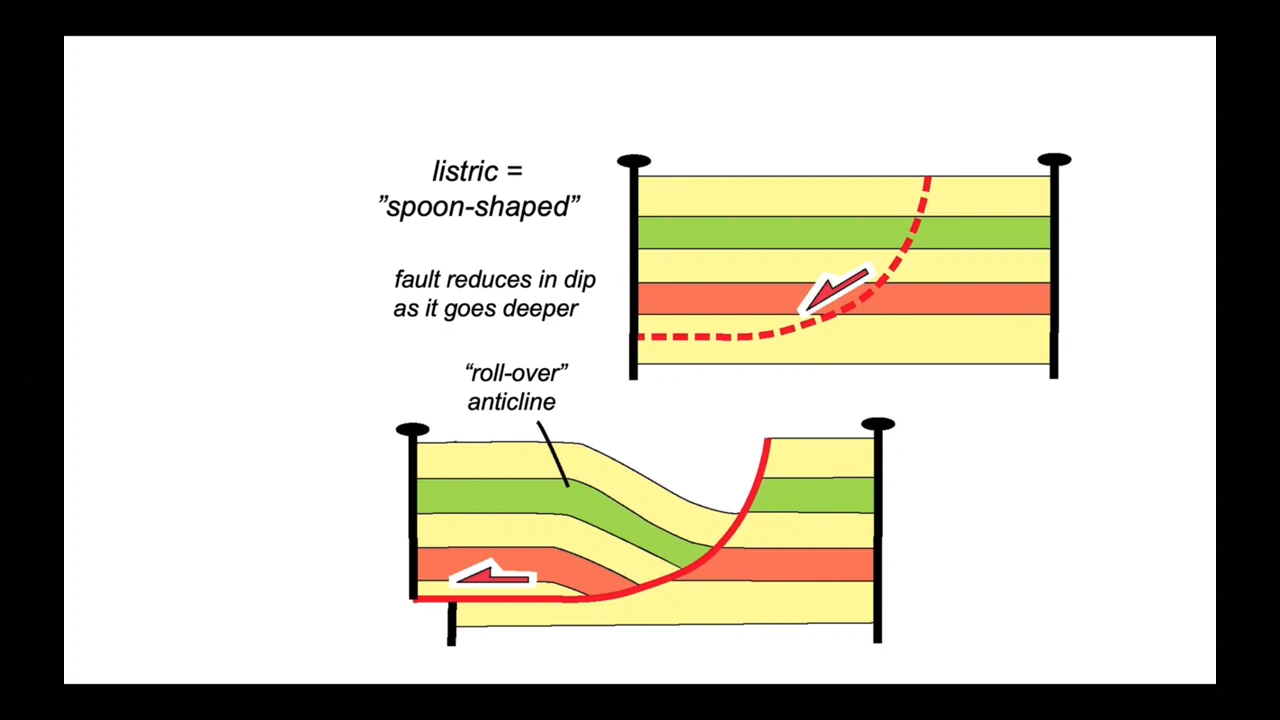 listric =
”spoon-shaped”
fault reduces in dip
as it goes deeper
“roll-over”
anticline